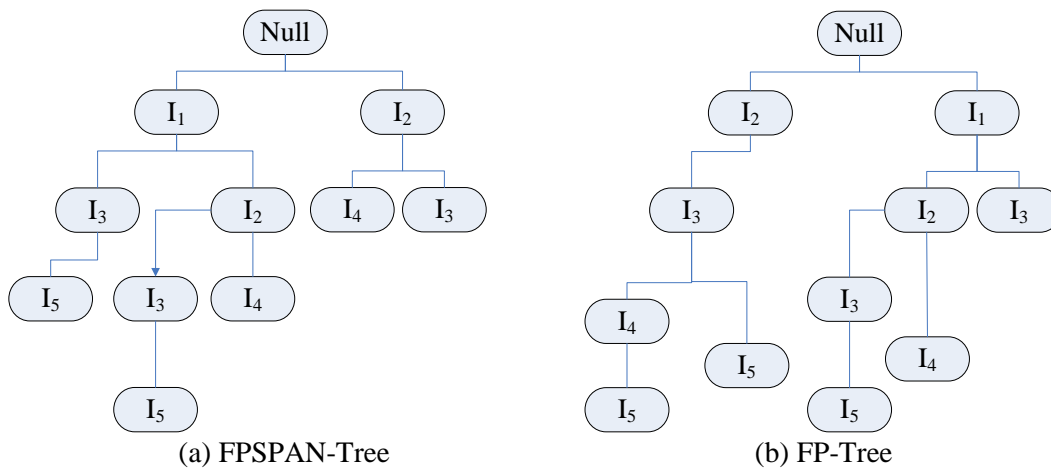 Null
I₁
I₂
I₃
I₂
I₄
I₃
I₅
I₃
I₄
I₅
(a) FPSPAN-Tree
Null
I₂
I₁
I₃
I₂
I₃
I₄
I₅
I₃
I₄
I₅
I₅
(b) FP-Tree